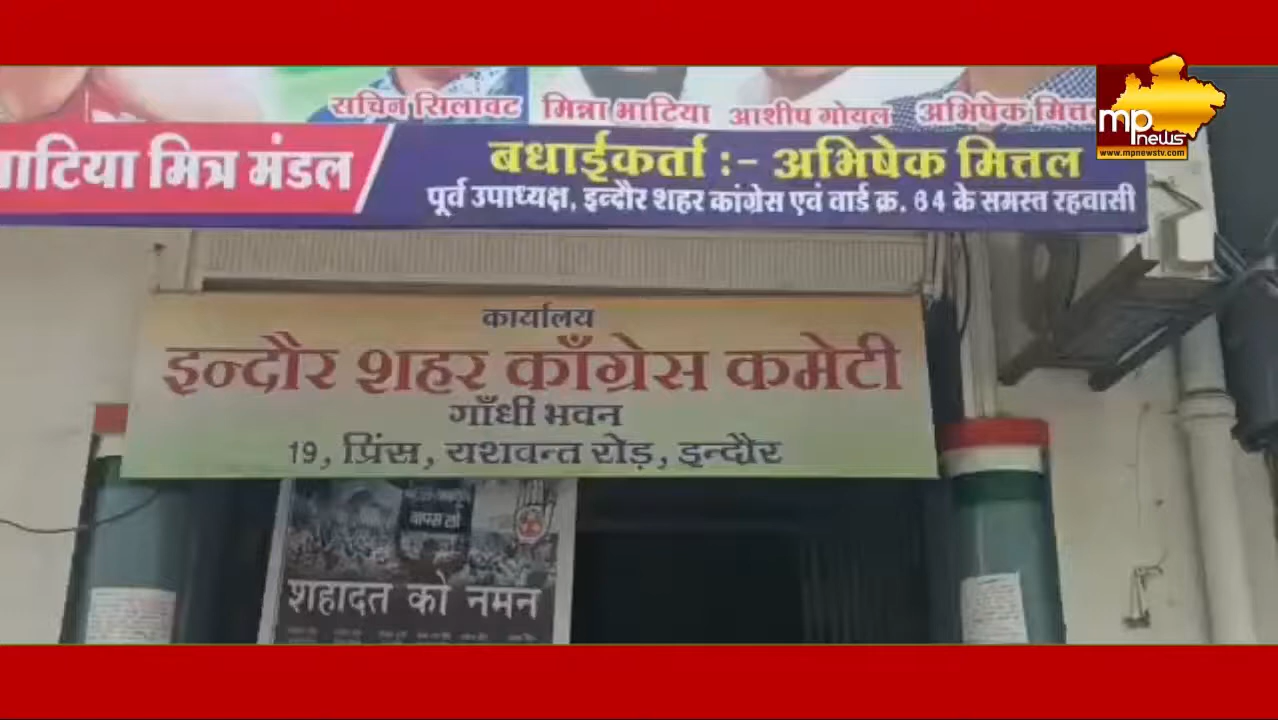 सचिन सिलावट मिन्ना भाटिया आशीष गोयल अभिषेक मित्तल
mp news
www.mpnewstv.com
भाटिया मित्र मंडल
बधाईकर्ता :- अभिषेक मित्तल
पूर्व उपाध्यक्ष, इन्दौर शहर कांग्रेस एवं वार्ड क्र. 64 के समस्त रहवासी
कार्यालय
इन्दौर शहर काँग्रेस कमेटी
गाँधी भवन
19, प्रिंस, यशवन्त रोड़, इन्दौर
वापस लो
शहादत को नमन